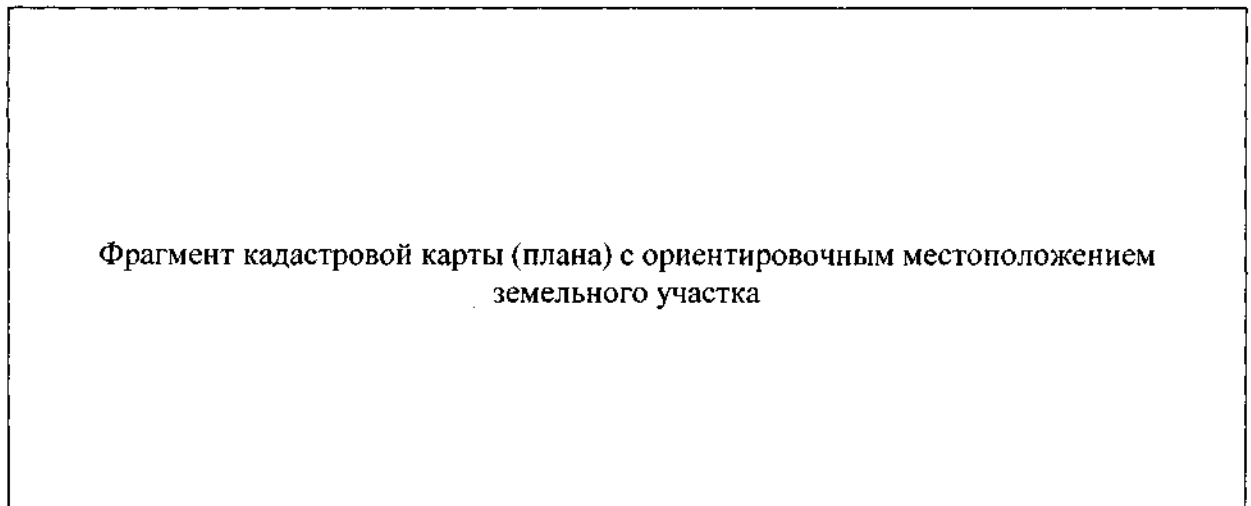 Фрагмент кадастровой карты (плана) с ориентировочным местоположением
земельного участка